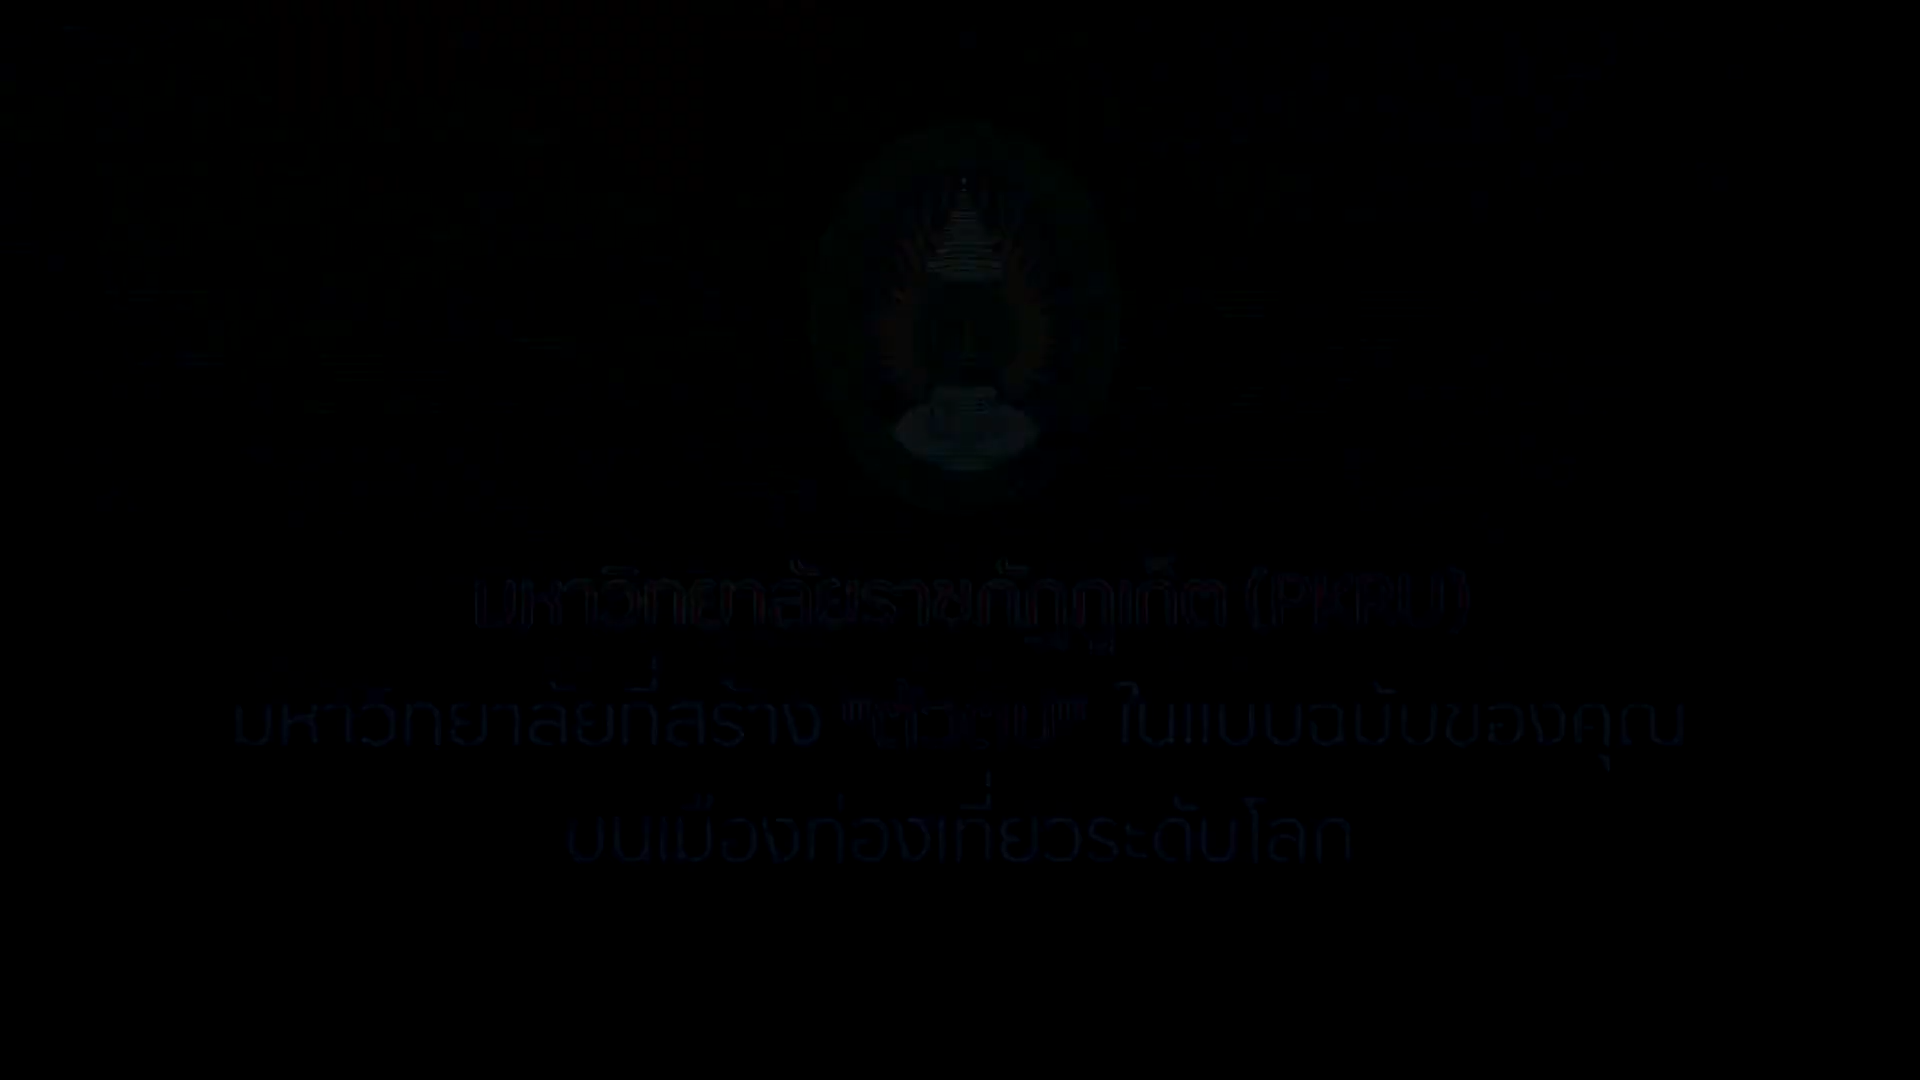 มหาวิทยาลัยราชภัฏภูเก็ต (PKRU)
มหาวิทยาลัยที่สร้าง "ตัวตน" ในแบบฉบับของคุณ
บนเมืองท่องเที่ยวระดับโลก